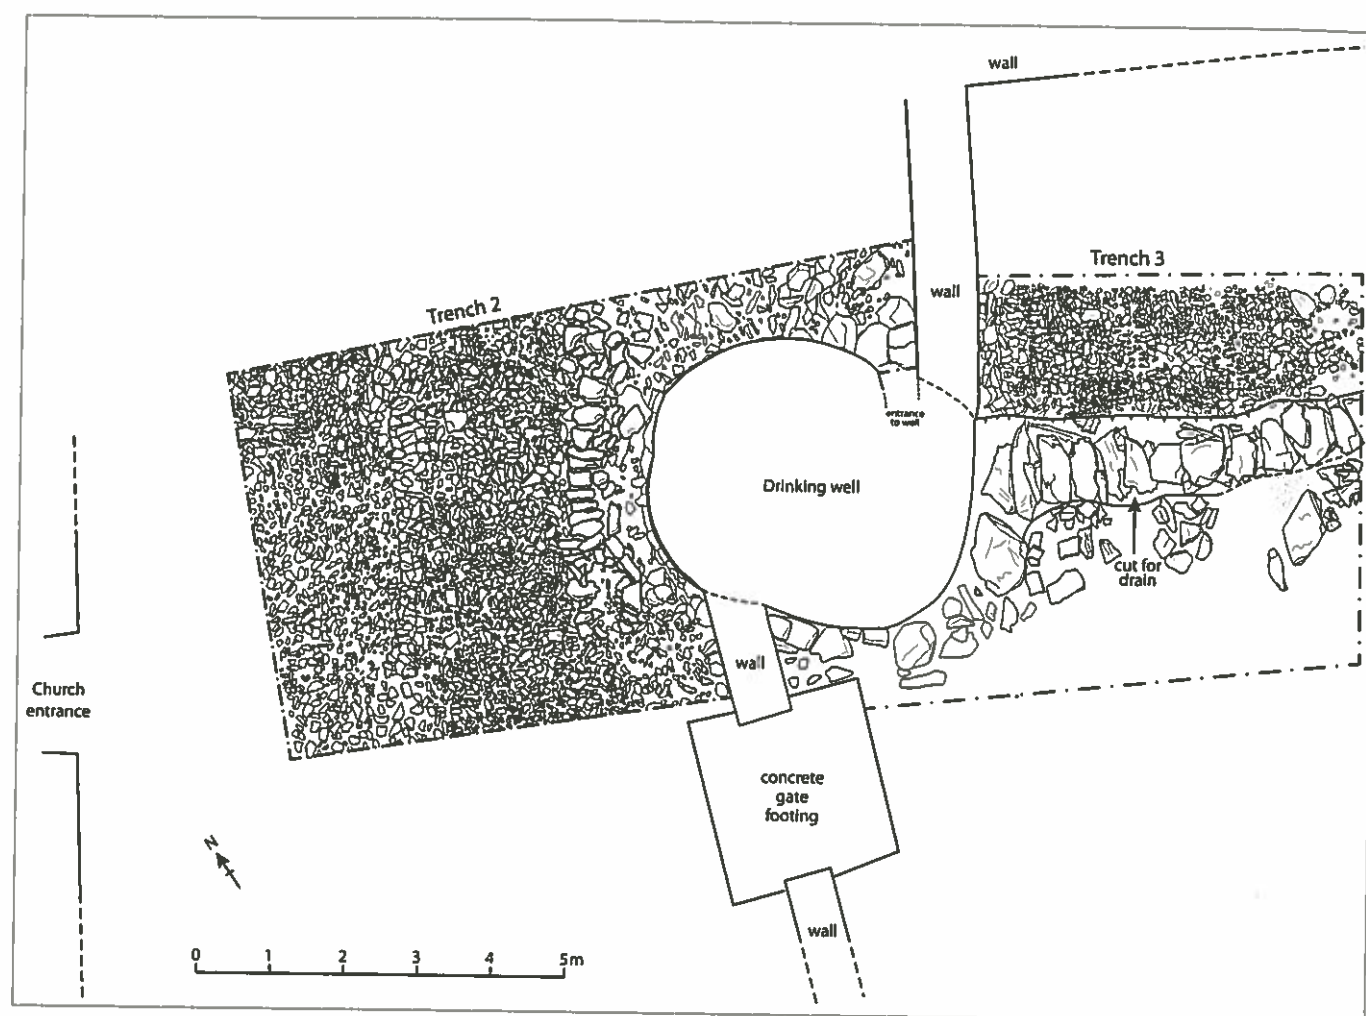 wall
Trench 3
wall
Trench 2
entrance
to well
Drinking well
cut for
drain
wall
Church
entrance
concrete
gate
footing
N
wall
0 1 2 3 4 5m